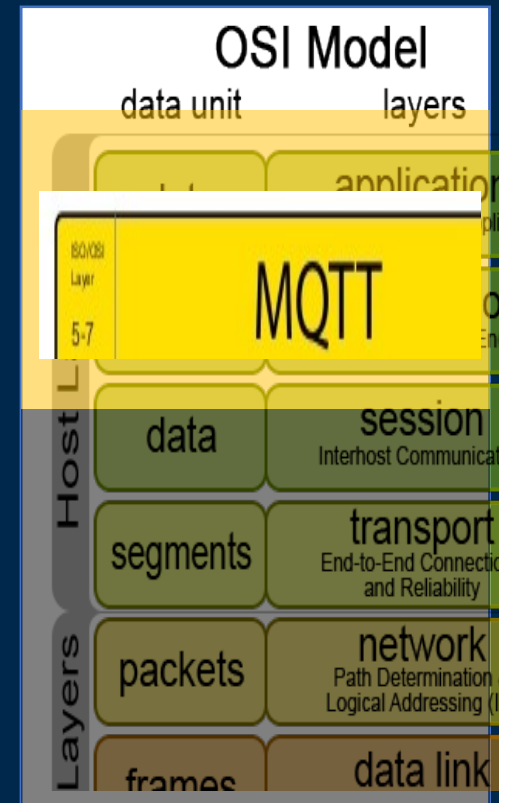 OSI Model
data unit
layers
application
ISO/OSI
Layer
5-7
MQTT
data
session
Interhost Communicat
segments
transport
End-to-End Connectio
and Reliability
packets
network
Path Determination
Logical Addressing (I
frames
data link
Host L
Layers